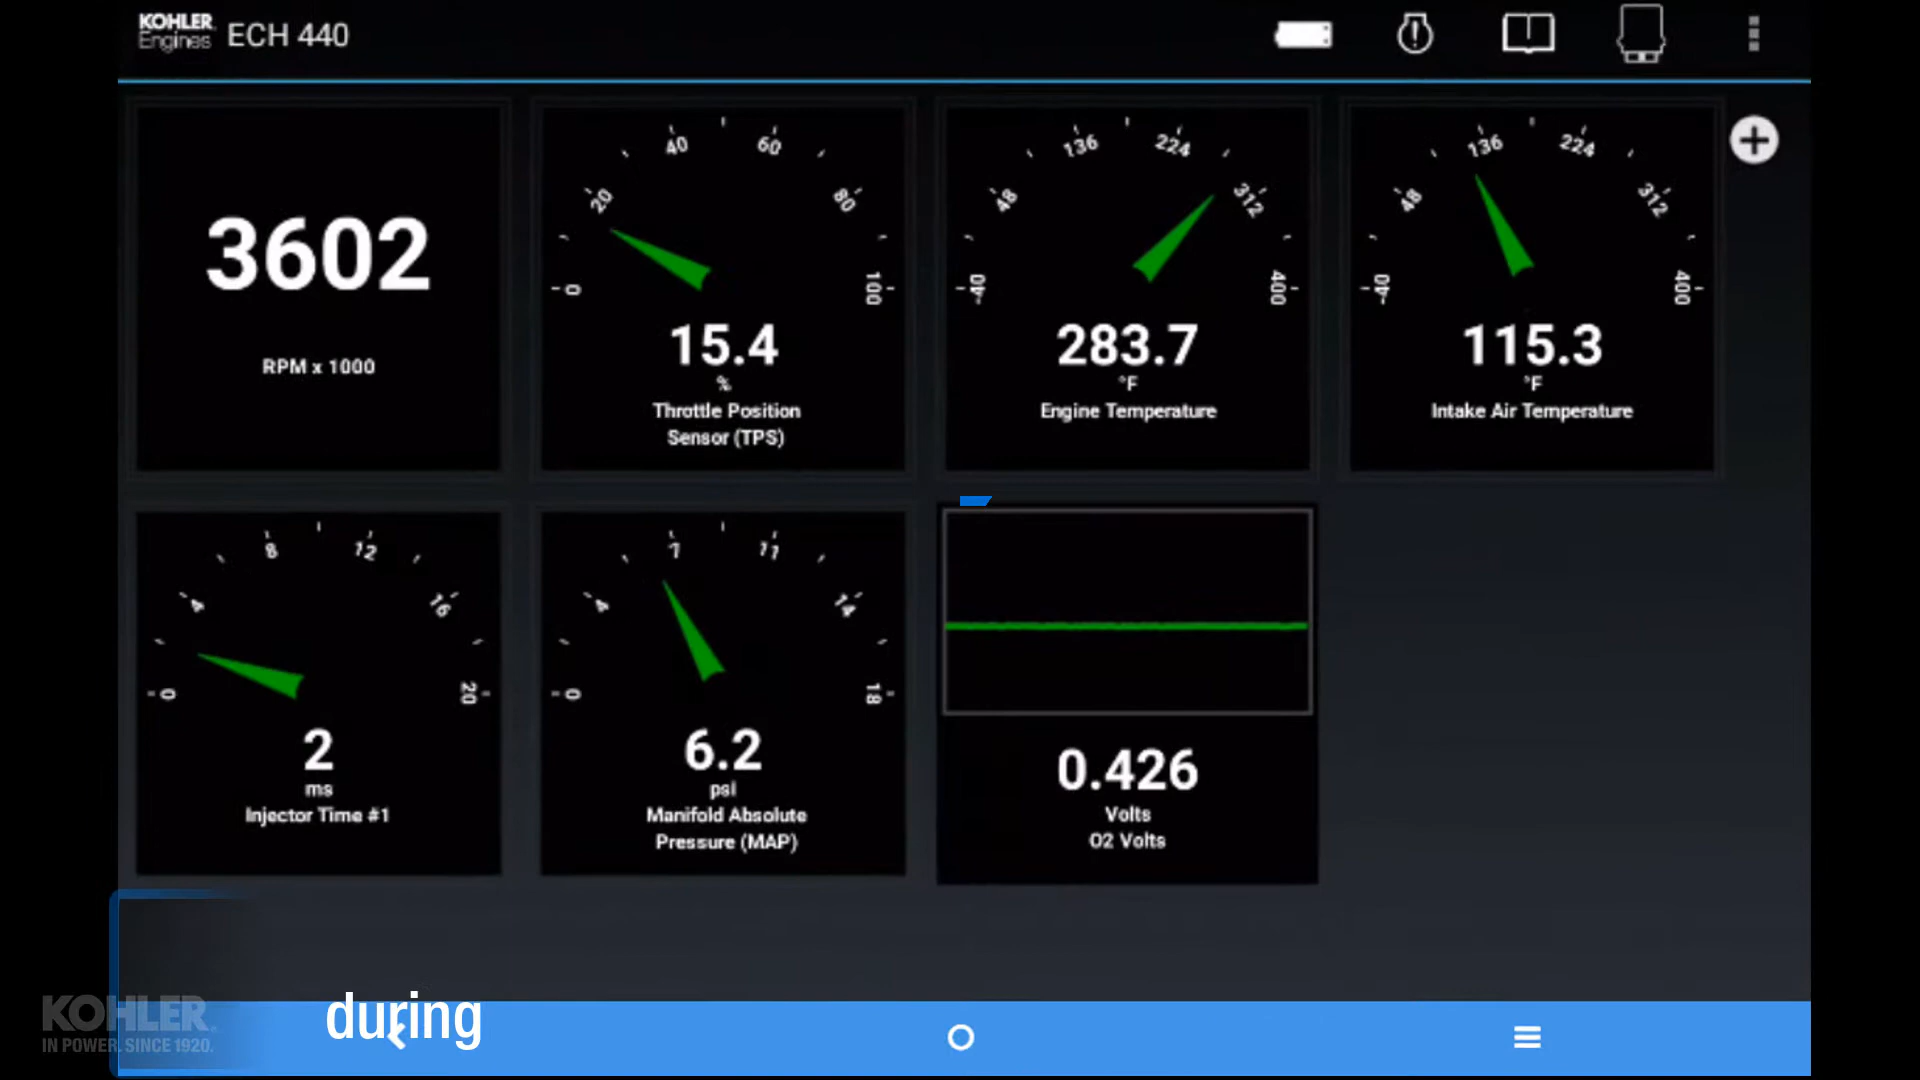 KOHLER
Engines
ECH 440
3602
RPM x 1000
0
20
40
60
80
100
15.4
%
Throttle Position
Sensor (TPS)
-40
48
136
224
312
400
283.7
°F
Engine Temperature
-40
48
136
224
312
400
115.3
°F
Intake Air Temperature
0
4
8
12
16
20
2
ms
Injector Time #1
0
4
7
11
14
18
6.2
psi
Manifold Absolute
Pressure (MAP)
0.426
Volts
O2 Volts
KOHLER
IN POWER. SINCE 1920.
during